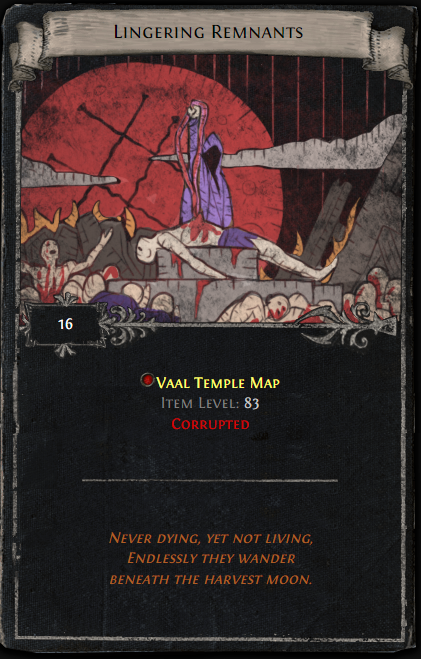 Lingering Remnants
16
Vaal Temple Map
Item Level: 83
Corrupted
Never dying, yet not living,
Endlessly they wander
beneath the harvest moon.